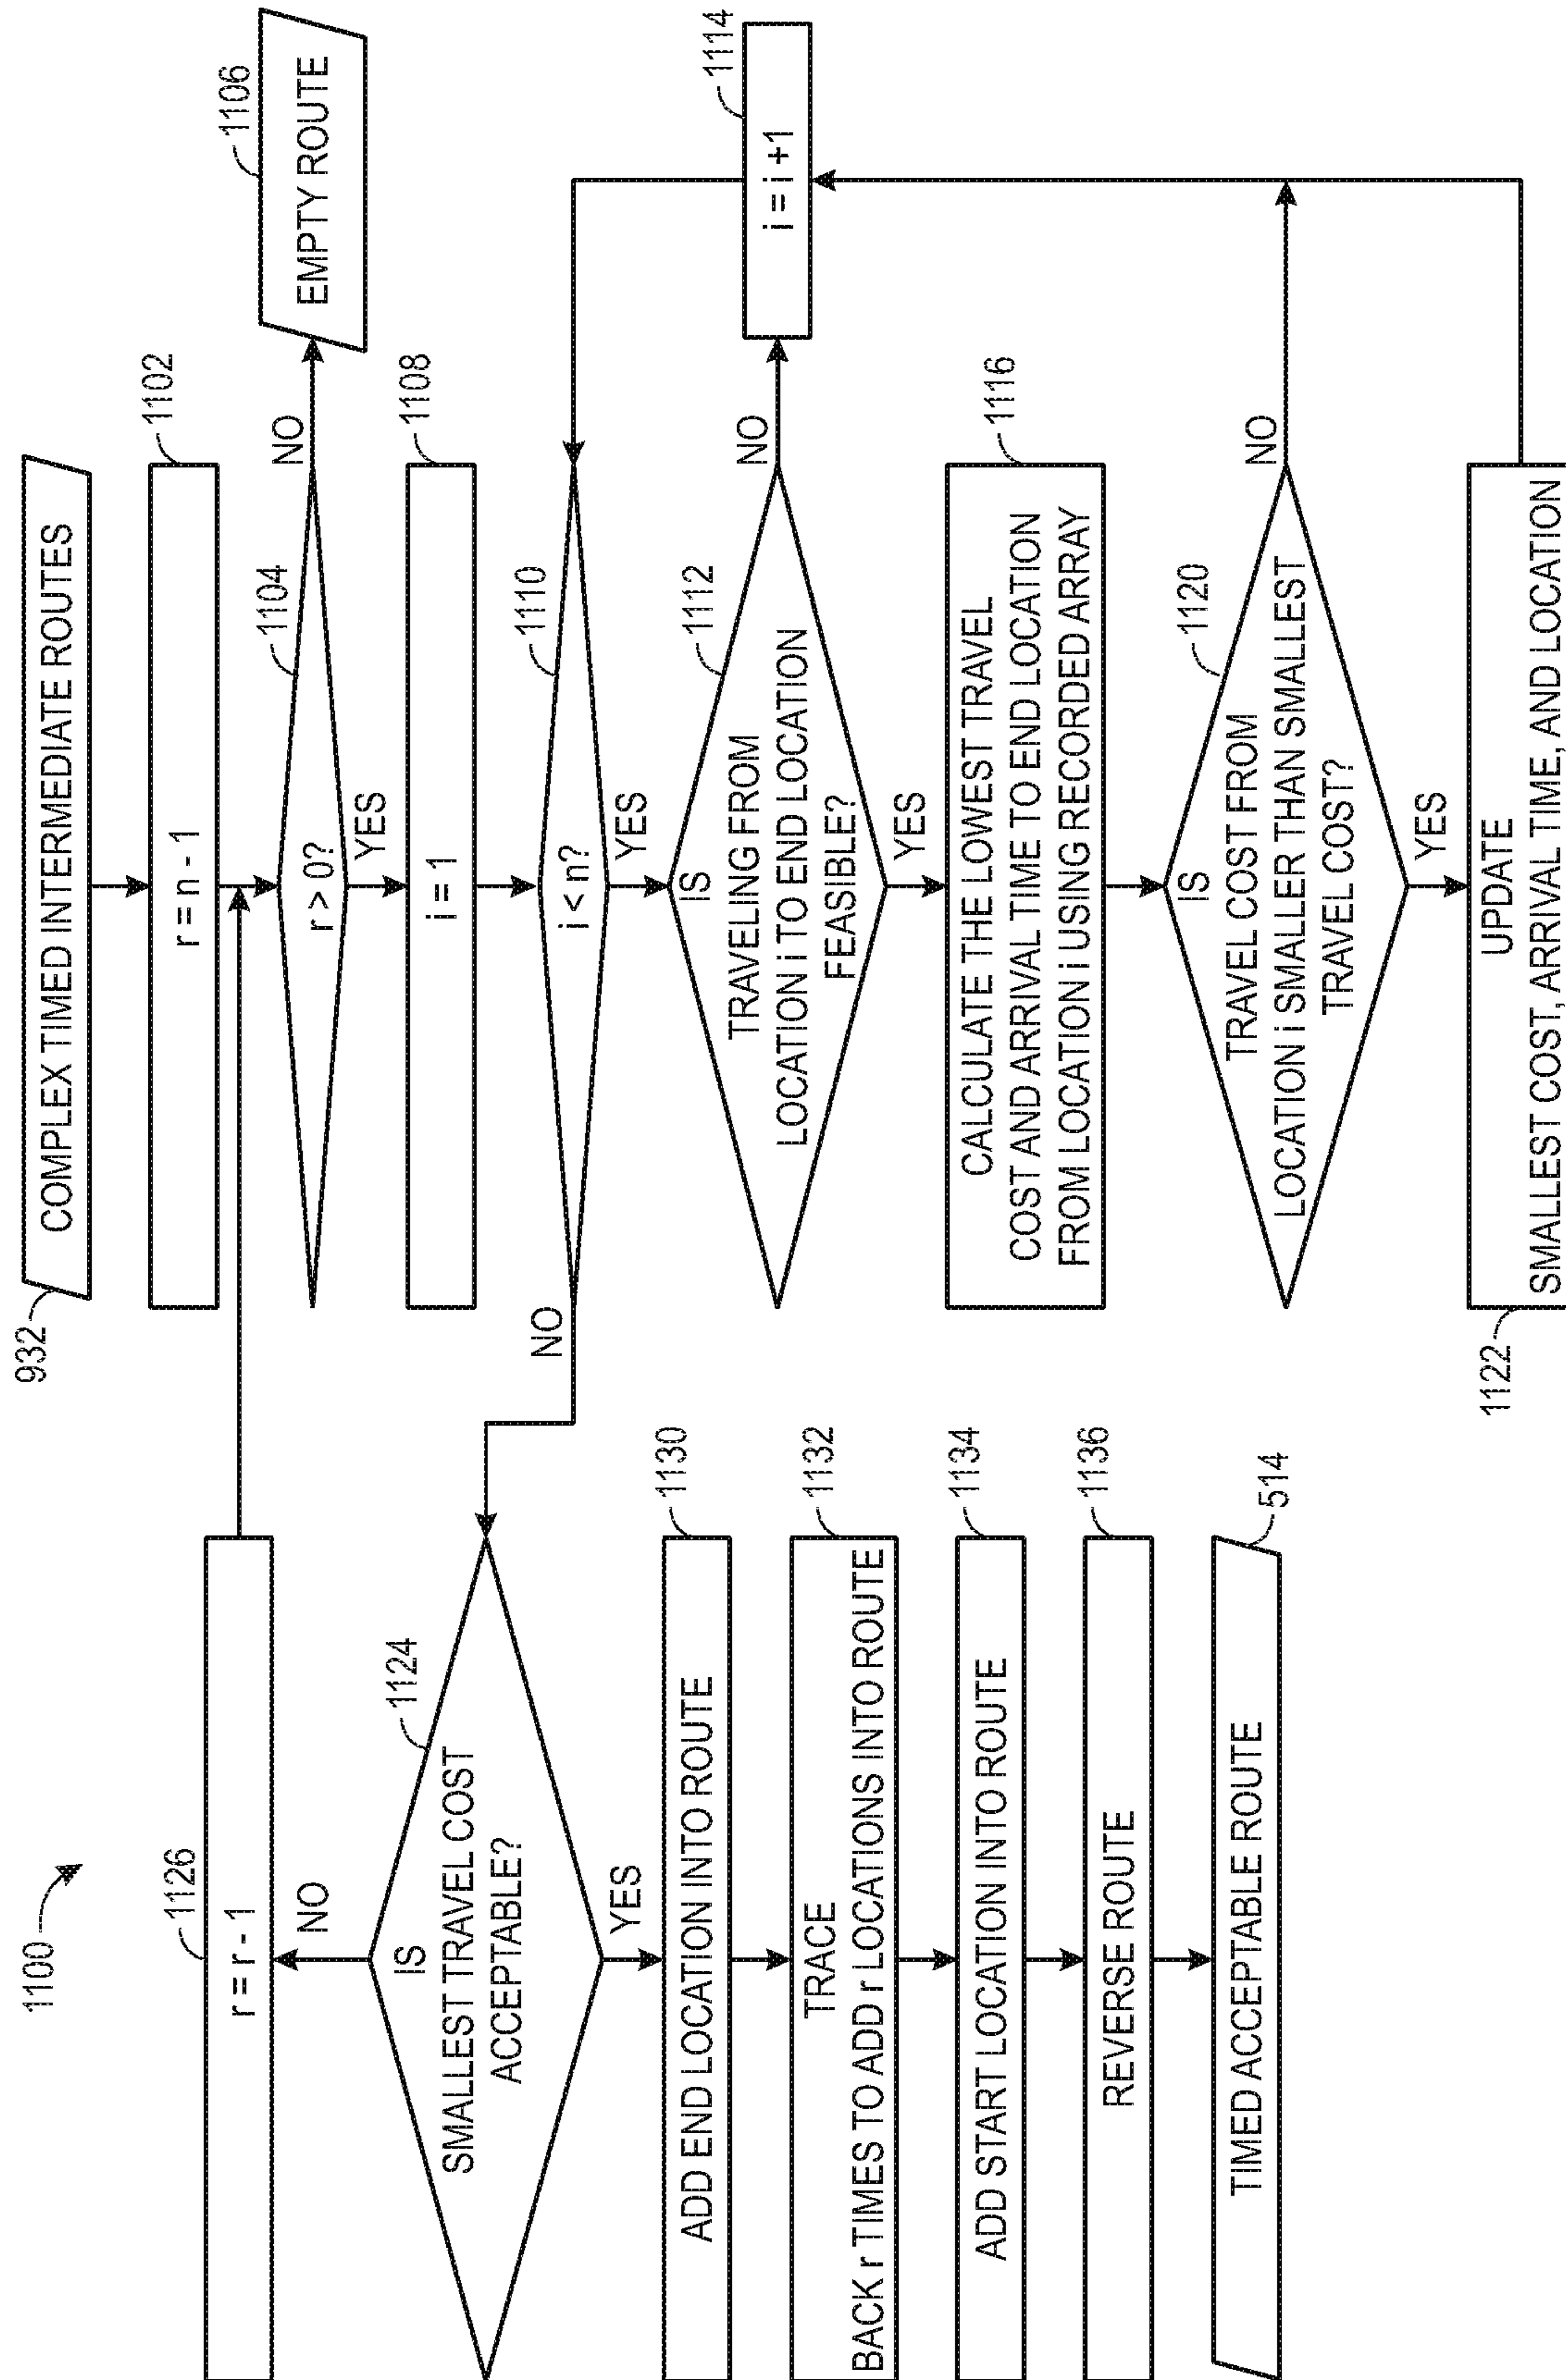 1100
932
COMPLEX TIMED INTERMEDIATE ROUTES
1102
r = n - 1
1104
r > 0?
NO
1106
EMPTY ROUTE
YES
1108
i = 1
1110
i < n?
NO
YES
1112
IS
TRAVELING FROM
LOCATION i TO END LOCATION
FEASIBLE?
NO
1114
i = i +1
YES
1116
CALCULATE THE LOWEST TRAVEL
COST AND ARRIVAL TIME TO END LOCATION
FROM LOCATION i USING RECORDED ARRAY
1120
IS
TRAVEL COST FROM
LOCATION i SMALLER THAN SMALLEST
TRAVEL COST?
NO
YES
1122
UPDATE
SMALLEST COST, ARRIVAL TIME, AND LOCATION
1126
r = r - 1
NO
1124
IS
SMALLEST TRAVEL COST
ACCEPTABLE?
YES
1130
ADD END LOCATION INTO ROUTE
1132
TRACE
BACK r TIMES TO ADD r LOCATIONS INTO ROUTE
1134
ADD START LOCATION INTO ROUTE
1136
REVERSE ROUTE
514
TIMED ACCEPTABLE ROUTE